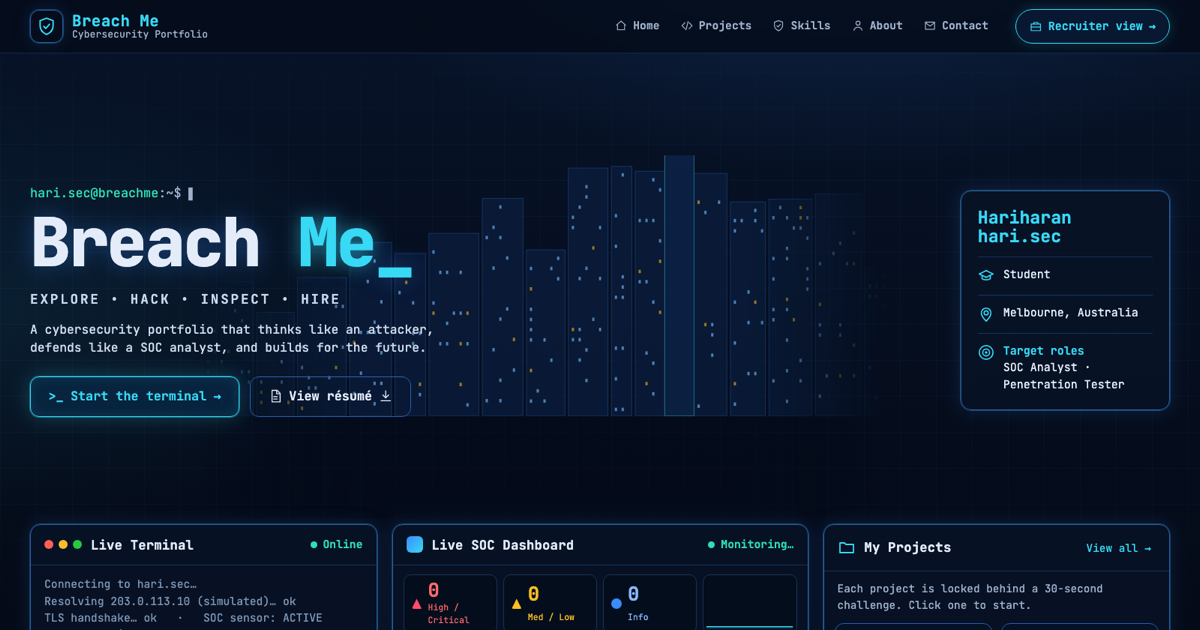 Breach Me
Cybersecurity Portfolio
Home
Projects
Skills
About
Contact
Recruiter view →
hari.sec@breachme:~$
Breach Me_
EXPLORE • HACK • INSPECT • HIRE
A cybersecurity portfolio that thinks like an attacker,
defends like a SOC analyst, and builds for the future.
>_ Start the terminal →
View résumé
Hariharan
hari.sec
Student
Melbourne, Australia
Target roles
SOC Analyst ·
Penetration Tester
Live Terminal
Online
Connecting to hari.sec…
Resolving 203.0.113.10 (simulated)… ok
TLS handshake… ok · SOC sensor: ACTIVE
Live SOC Dashboard
Monitoring…
0
High /
Critical
0
Med / Low
0
Info
My Projects
View all →
Each project is locked behind a 30-second
challenge. Click one to start.